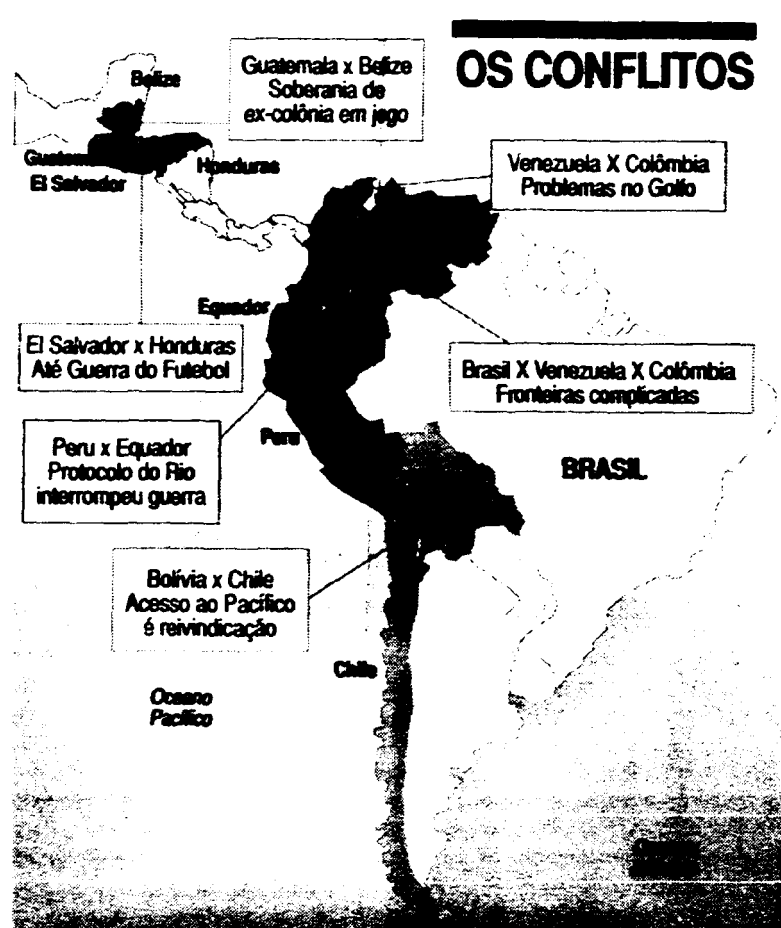 OS CONFLITOS
Guatemala x Belize
Soberania de
ex-colônia em jogo
Belize
Guatemala
El Salvador
Honduras
Venezuela X Colômbia
Problemas no Golfo
Equador
El Salvador x Honduras
Até Guerra do Futebol
Brasil X Venezuela X Colômbia
Fronteiras complicadas
Peru x Equador
Protocolo do Rio
interrompeu guerra
Peru
BRASIL
Bolívia x Chile
Acesso ao Pacífico
é reivindicação
Chile
Oceano
Pacífico